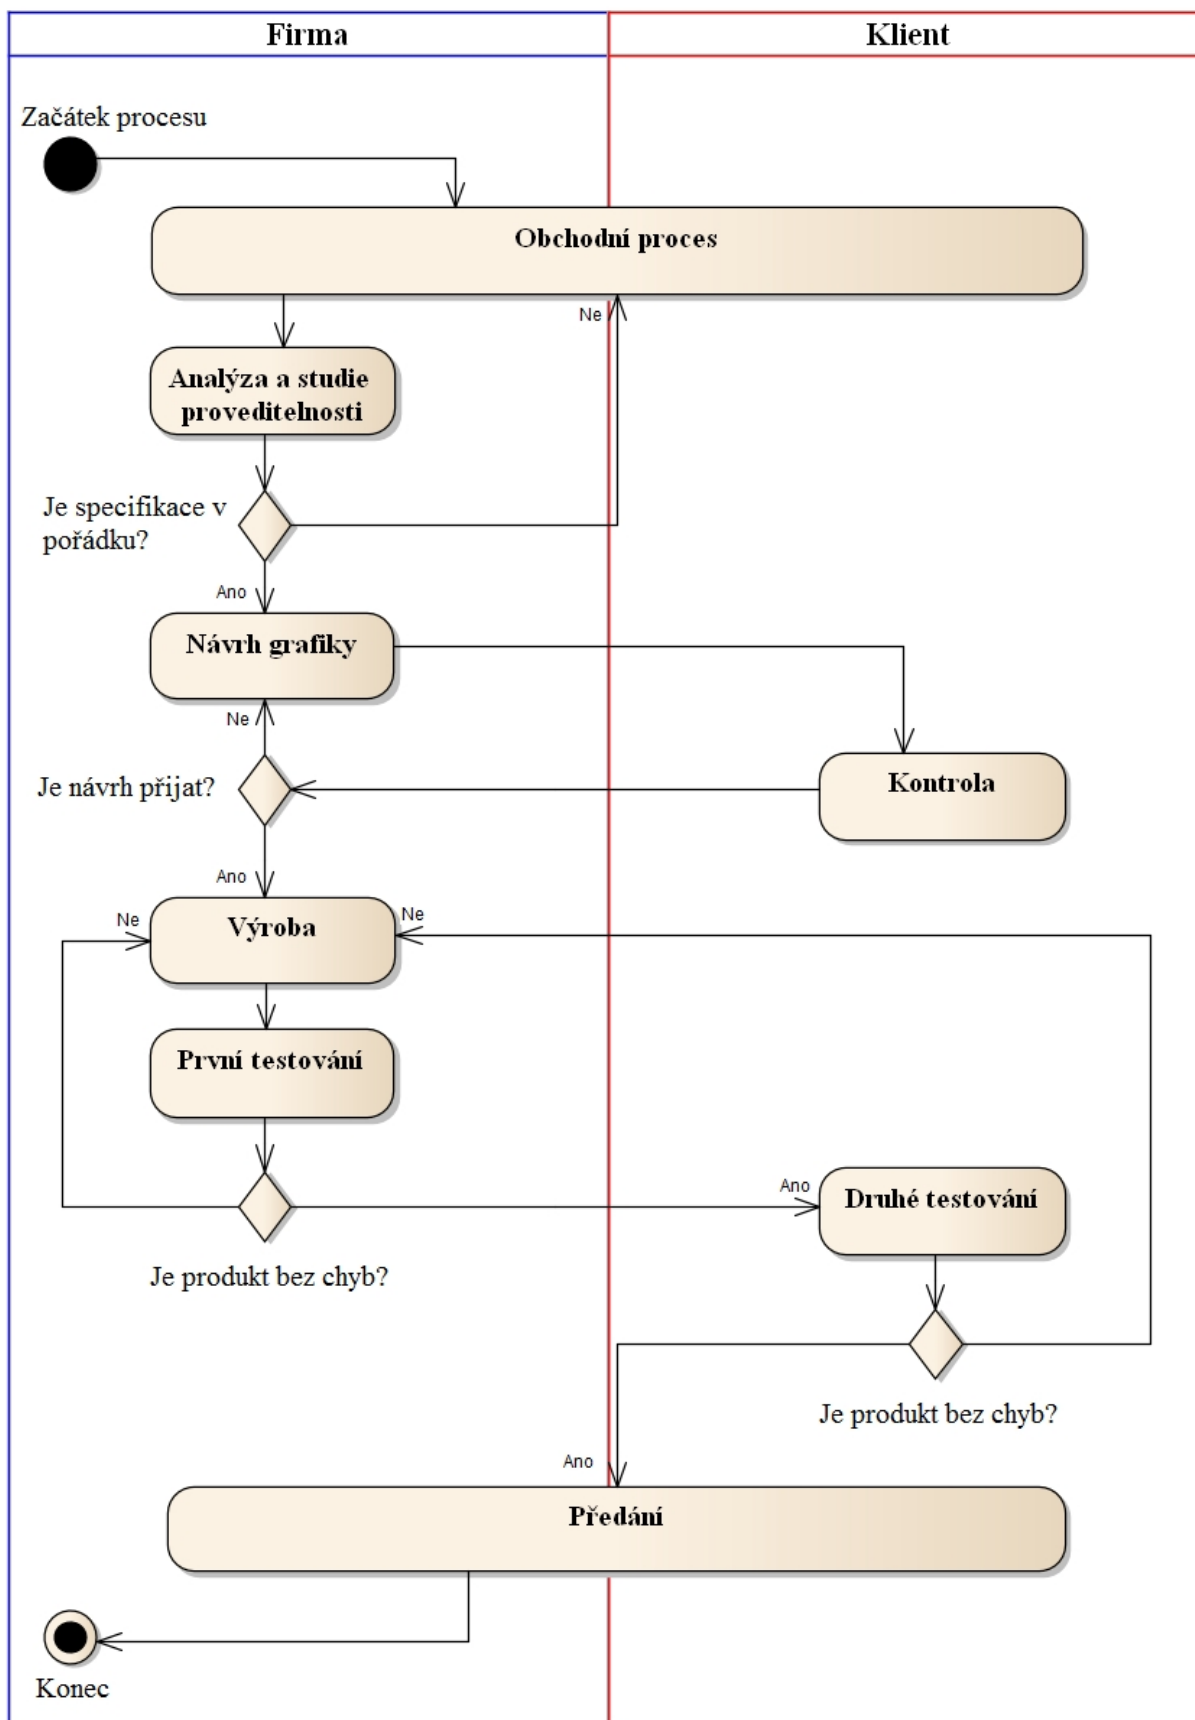 Firma
Klient
Začátek procesu
Obchodní proces
Ne
Analýza a studie
proveditelnosti
Je specifikace v
pořádku?
Ano
Návrh grafiky
Ne
Je návrh přijat?
Kontrola
Ano
Ne
Výroba
Ne
První testování
Ano
Druhé testování
Je produkt bez chyb?
Je produkt bez chyb?
Ano
Předání
Konec